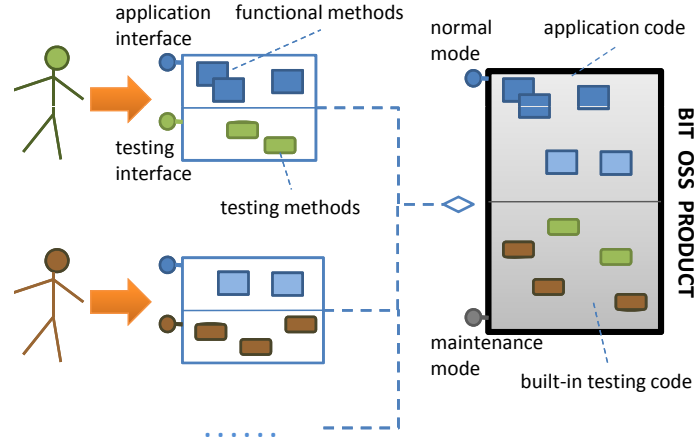 application
interface
functional methods
testing
interface
testing methods
normal
mode
application code
BIT OSS PRODUCT
maintenance
mode
built-in testing code